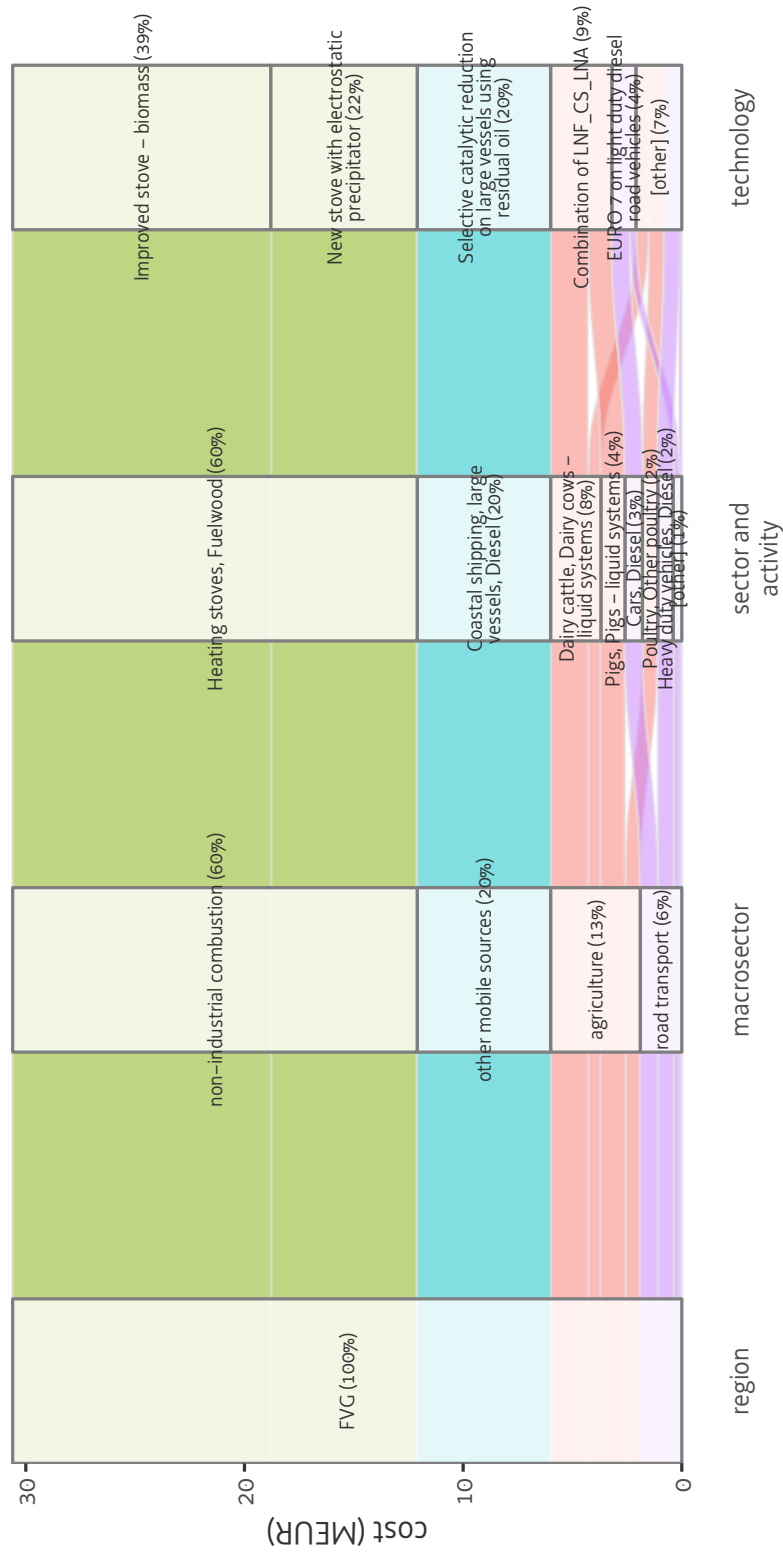 cost (MEUR)
30
20
10
0
FVG (100%)
non−industrial combustion (60%)
other mobile sources (20%)
agriculture (13%)
road transport (6%)
Heating stoves, Fuelwood (60%)
Coastal shipping, large
vessels, Diesel (20%)
Dairy cattle, Dairy cows −
liquid systems (8%)
Pigs, Pigs − liquid systems (4%)
Cars, Diesel (3%)
Poultry, Other poultry (2%)
Heavy duty vehicles, Diesel (2%)
[other] (1%)
Improved stove − biomass (39%)
New stove with electrostatic
precipitator (22%)
Selective catalytic reduction
on large vessels using
residual oil (20%)
Combination of LNF_CS_LNA (9%)
EURO 7 on light duty diesel
road vehicles (4%)
[other] (7%)
region
macrosector
sector and
activity
technology